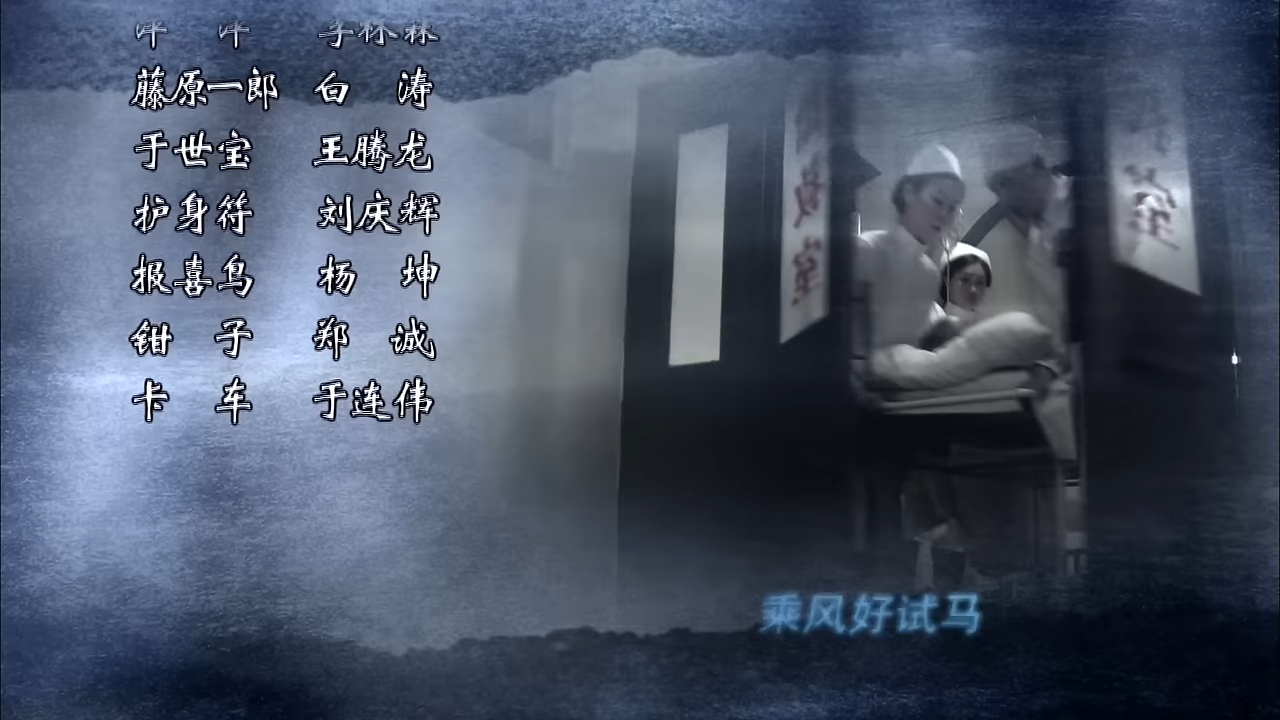 藤原一郎 白 涛
于世宝 王腾龙
护身符 刘庆辉
报喜鸟 杨 坤
钳 子 郑 诚
卡 车 于连伟
乘风好试马